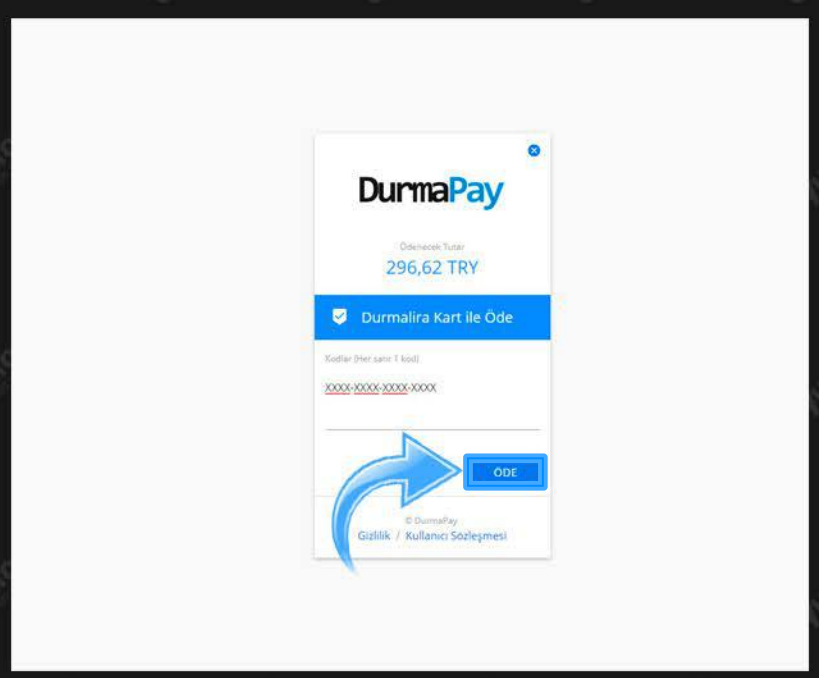 DurmaPay
Ödenecek Tutar
296,62 TRY
Durmalira Kart ile Öde
Kodlar (Her satır 1 kod)
XXXX-XXXX-XXXX-XXXX
ÖDE
© DurmaPay
Gizlilik / Kullanıcı Sözleşmesi